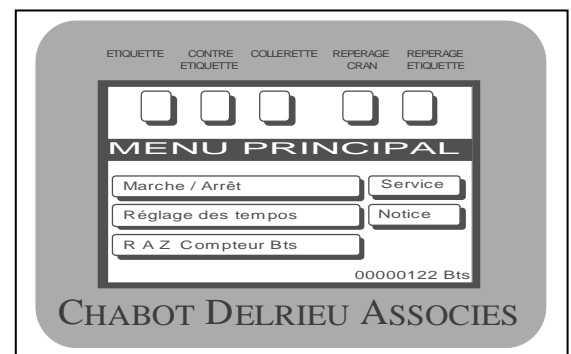 ETIQUETTE CONTRE ETIQUETTE COLLERETTE REPERAGE CRAN REPERAGE ETIQUETTE
MENU PRINCIPAL
Marche / Arrêt Service
Réglage des tempos Notice
R A Z Compteur Bts
00000122 Bts
CHABOT DELRIEU ASSOCIES